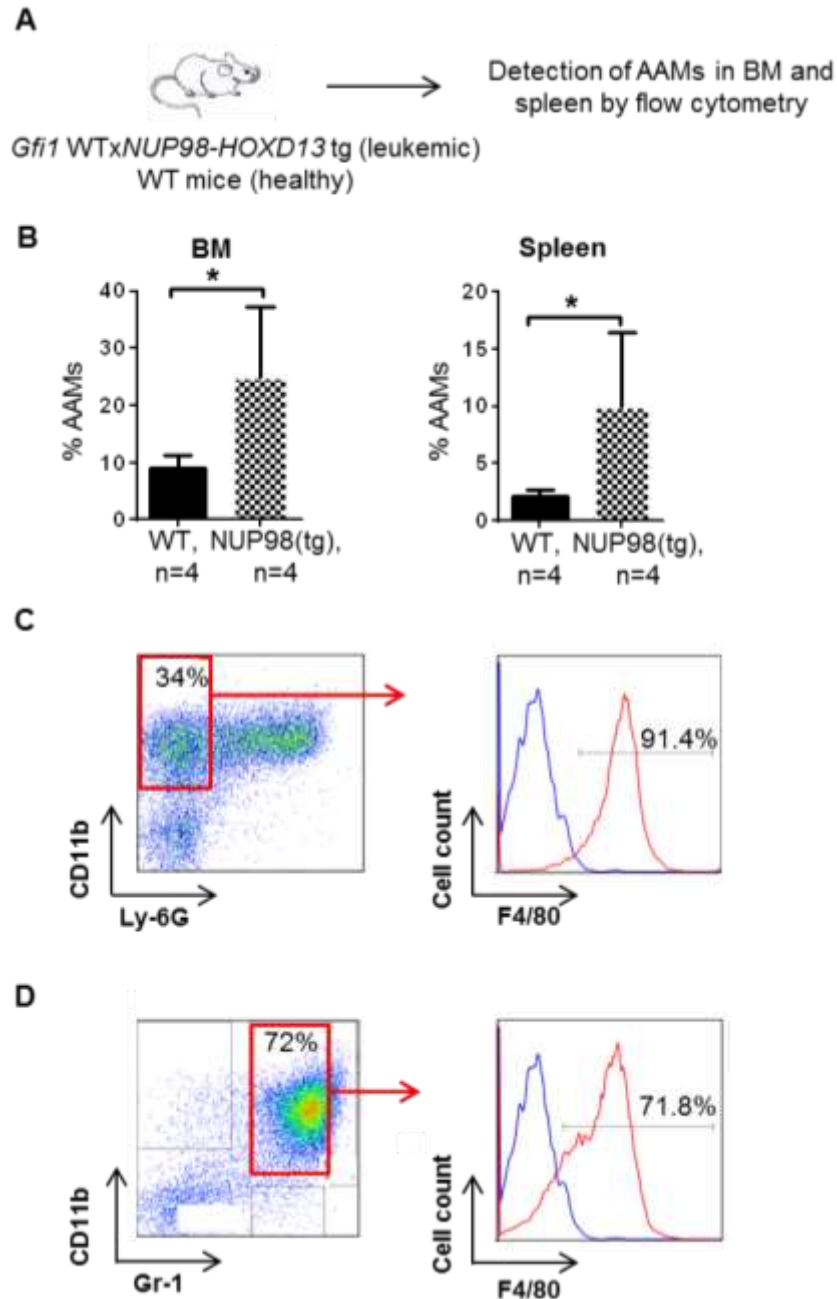 A
Detection of AAMs in BM and
spleen by flow cytometry
Gfi1 WTxNUP98-HOXD13 tg (leukemic)
WT mice (healthy)
B
BM
*
% AAMs
40
30
20
10
0
WT, NUP98(tg),
n=4 n=4
Spleen
*
% AAMs
20
15
10
5
0
WT, NUP98(tg),
n=4 n=4
C
34%
CD11b
Ly-6G
91.4%
Cell count
F4/80
D
72%
CD11b
Gr-1
71.8%
Cell count
F4/80